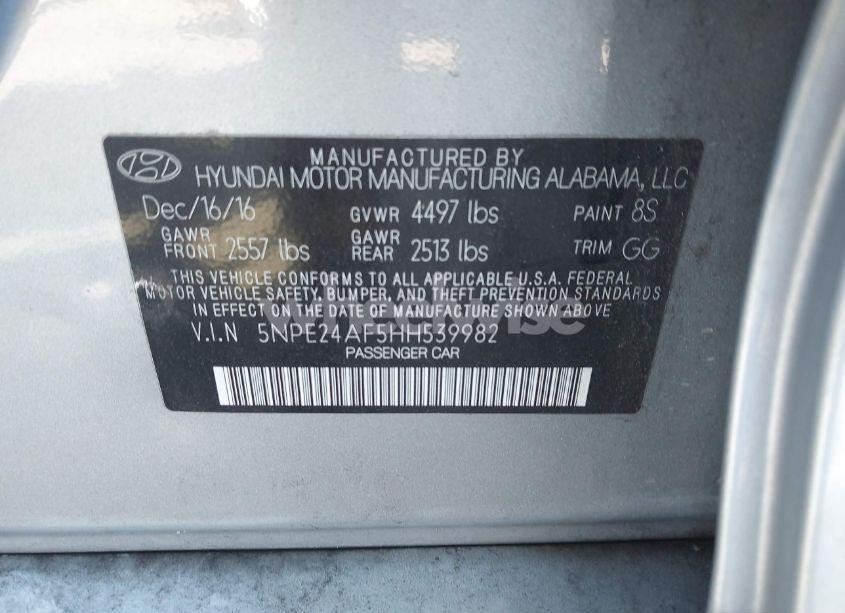 MANUFACTURED BY
HYUNDAI MOTOR MANUFACTURING ALABAMA, LLC
Dec/16/16 GVWR 4497 lbs PAINT 8S
GAWR FRONT 2557 lbs GAWR REAR 2513 lbs TRIM GG
THIS VEHICLE CONFORMS TO ALL APPLICABLE U.S.A. FEDERAL
MOTOR VEHICLE SAFETY, BUMPER, AND THEFT PREVENTION STANDARDS
IN EFFECT ON THE DATE OF MANUFACTURE SHOWN ABOVE
V.I.N 5NPE24AF5HH539982
PASSENGER CAR